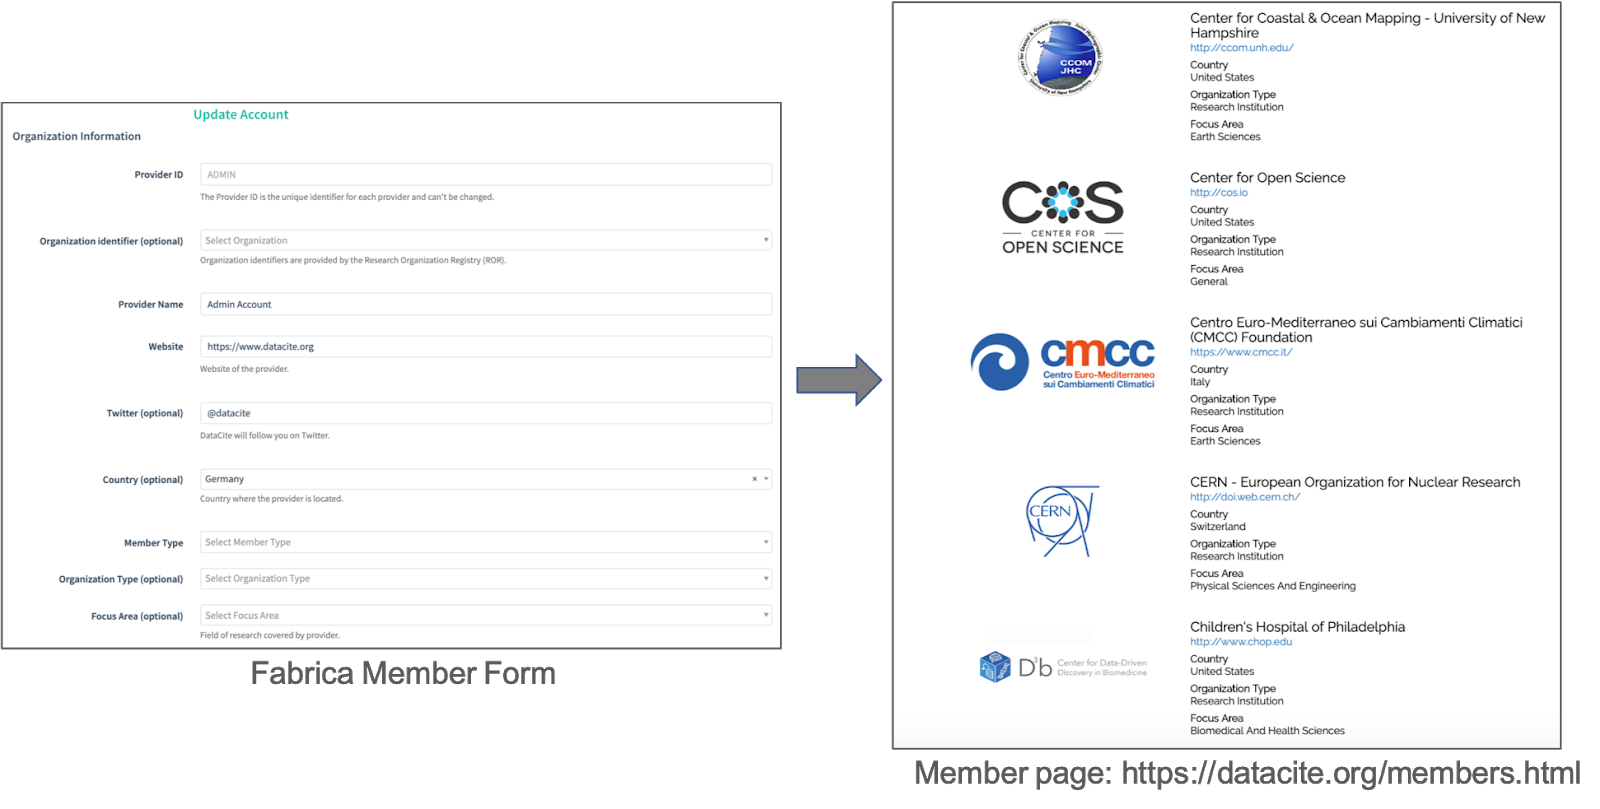 Update Account
Organization Information
Provider ID
ADMIN
The Provider ID is the unique identifier for each provider and can't be changed.
Organization identifier (optional)
Select Organization
Organization identifiers are provided by the Research Organization Registry (ROR).
Provider Name
Admin Account
Website
https://www.datacite.org
Website of the provider.
Twitter (optional)
@datacite
DataCite will follow you on Twitter.
Country (optional)
Germany
Country where the provider is located.
Member Type
Select Member Type
Organization Type (optional)
Select Organization Type
Focus Area (optional)
Select Focus Area
Field of research covered by provider.
Fabrica Member Form
Center for Coastal & Ocean Mapping · Joint Hydrographic Center
CCOM
JHC
University of New Hampshire
Center for Coastal & Ocean Mapping - University of New
Hampshire
http://ccom.unh.edu/
Country
United States
Organization Type
Research Institution
Focus Area
Earth Sciences
COS
CENTER FOR
OPEN SCIENCE
Center for Open Science
http://cos.io
Country
United States
Organization Type
Research Institution
Focus Area
General
cmcc
Centro Euro-Mediterraneo
sui Cambiamenti Climatici
Centro Euro-Mediterraneo sui Cambiamenti Climatici
(CMCC) Foundation
https://www.cmcc.it/
Country
Italy
Organization Type
Research Institution
Focus Area
Earth Sciences
CERN
CERN - European Organization for Nuclear Research
http://doi.web.cern.ch/
Country
Switzerland
Organization Type
Research Institution
Focus Area
Physical Sciences And Engineering
D³b
Center for Data-Driven
Discovery in Biomedicine
Children's Hospital of Philadelphia
http://www.chop.edu
Country
United States
Organization Type
Research Institution
Focus Area
Biomedical And Health Sciences
Member page: https://datacite.org/members.html